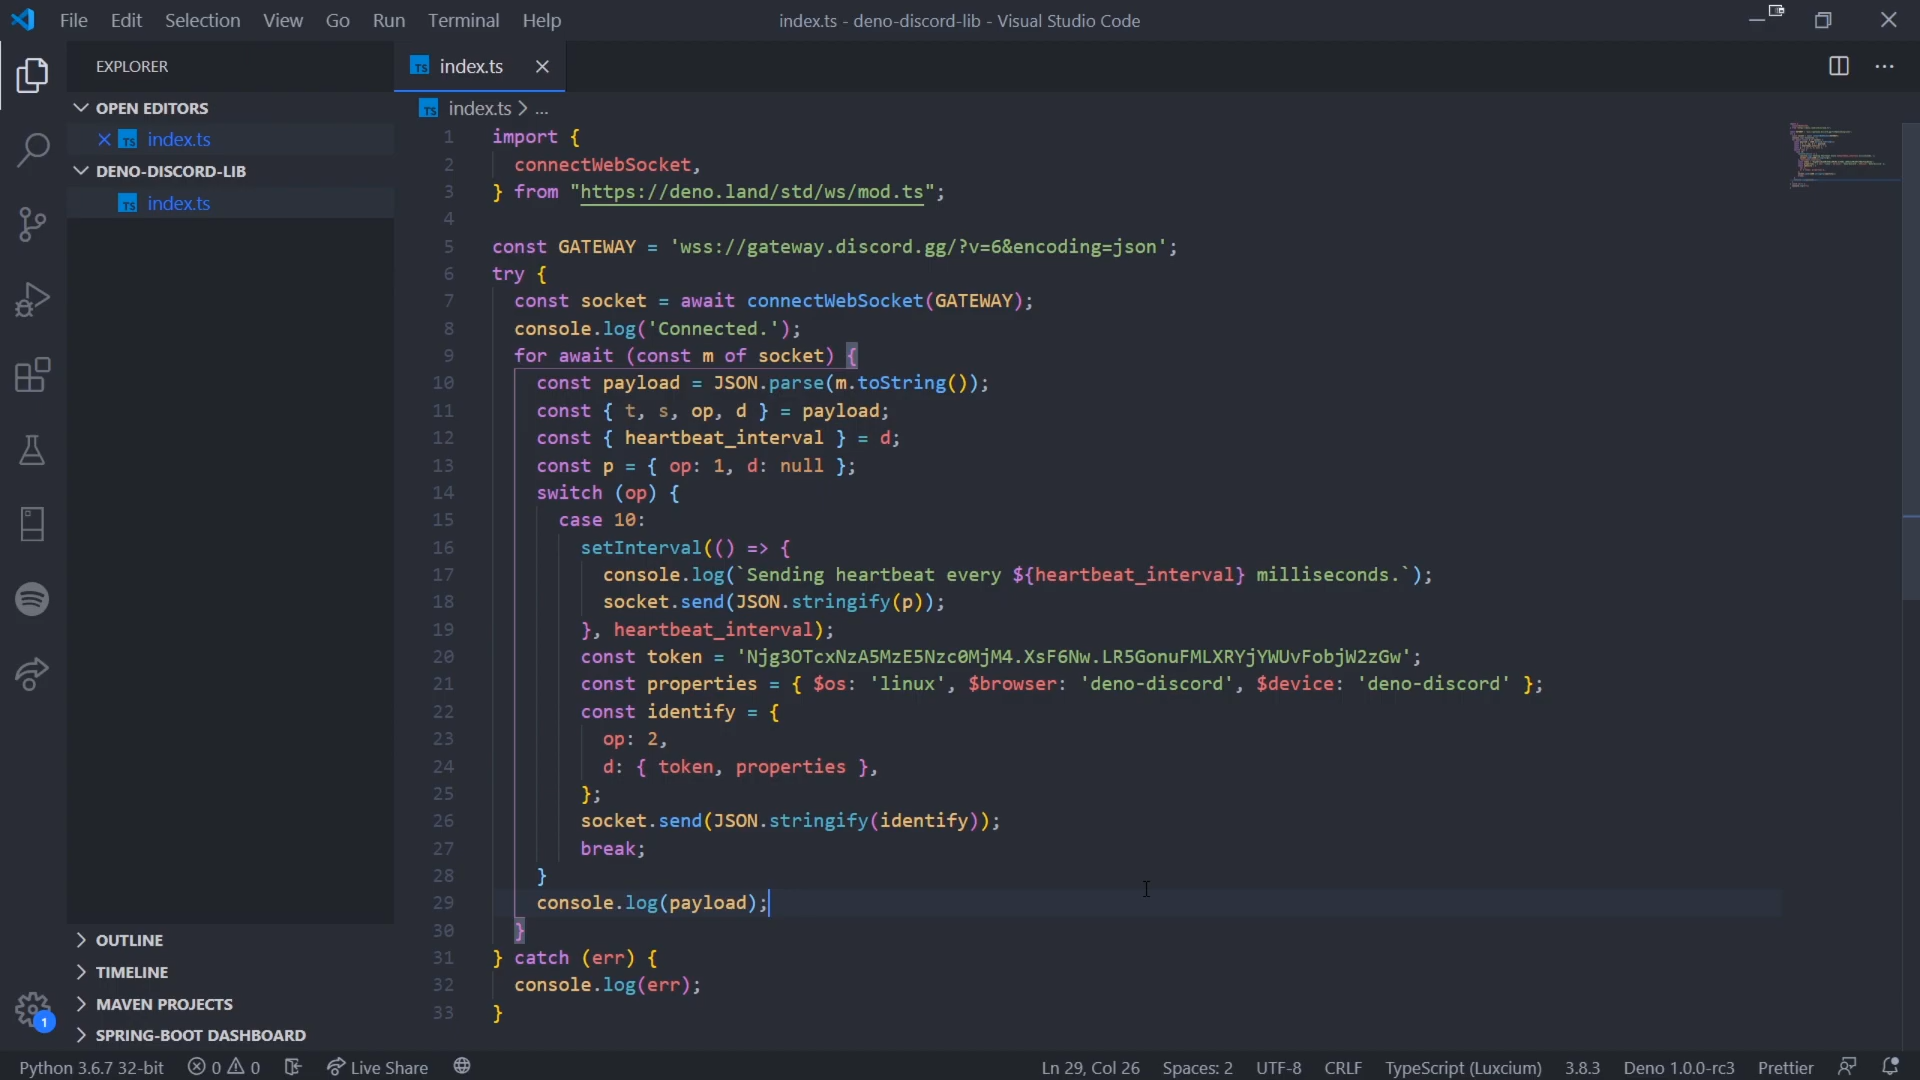 File Edit Selection View Go Run Terminal Help
index.ts - deno-discord-lib - Visual Studio Code
EXPLORER
OPEN EDITORS
TS index.ts
DENO-DISCORD-LIB
TS index.ts
OUTLINE
TIMELINE
MAVEN PROJECTS
SPRING-BOOT DASHBOARD
1
TS index.ts
TS index.ts > ...
1 import {
2 connectWebSocket,
3 } from "https://deno.land/std/ws/mod.ts";
4
5 const GATEWAY = 'wss://gateway.discord.gg/?v=6&encoding=json';
6 try {
7 const socket = await connectWebSocket(GATEWAY);
8 console.log('Connected.');
9 for await (const m of socket) {
10 const payload = JSON.parse(m.toString());
11 const { t, s, op, d } = payload;
12 const { heartbeat_interval } = d;
13 const p = { op: 1, d: null };
14 switch (op) {
15 case 10:
16 setInterval(() => {
17 console.log(`Sending heartbeat every ${heartbeat_interval} milliseconds.`);
18 socket.send(JSON.stringify(p));
19 }, heartbeat_interval);
20 const token = 'Njg3OTcxNzA5MzE5Nzc0MjM4.XsF6Nw.LR5GonuFMLXRYjYWUvFobjW2zGw';
21 const properties = { $os: 'linux', $browser: 'deno-discord', $device: 'deno-discord' };
22 const identify = {
23 op: 2,
24 d: { token, properties },
25 };
26 socket.send(JSON.stringify(identify));
27 break;
28 }
29 console.log(payload);
30 }
31 } catch (err) {
32 console.log(err);
33 }
Python 3.6.7 32-bit 0 0 Live Share Ln 29, Col 26 Spaces: 2 UTF-8 CRLF TypeScript (Luxcium) 3.8.3 Deno 1.0.0-rc3 Prettier